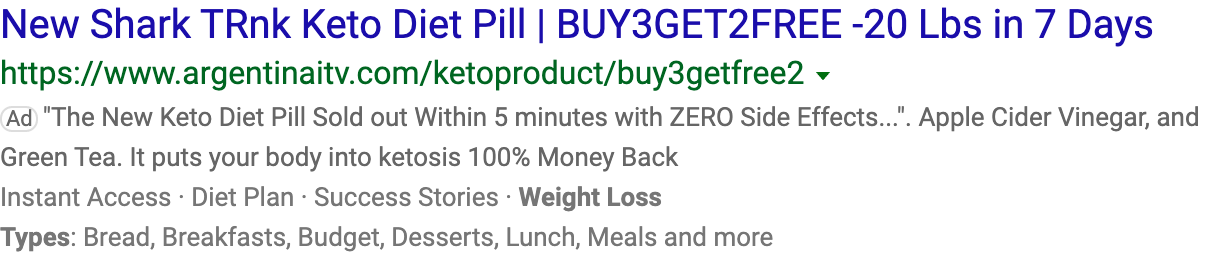 New Shark TRnk Keto Diet Pill | BUY3GET2FREE -20 Lbs in 7 Days
https://www.argentinaitv.com/ketoproduct/buy3getfree2
Ad "The New Keto Diet Pill Sold out Within 5 minutes with ZERO Side Effects...". Apple Cider Vinegar, and
Green Tea. It puts your body into ketosis 100% Money Back
Instant Access · Diet Plan · Success Stories · Weight Loss
Types: Bread, Breakfasts, Budget, Desserts, Lunch, Meals and more